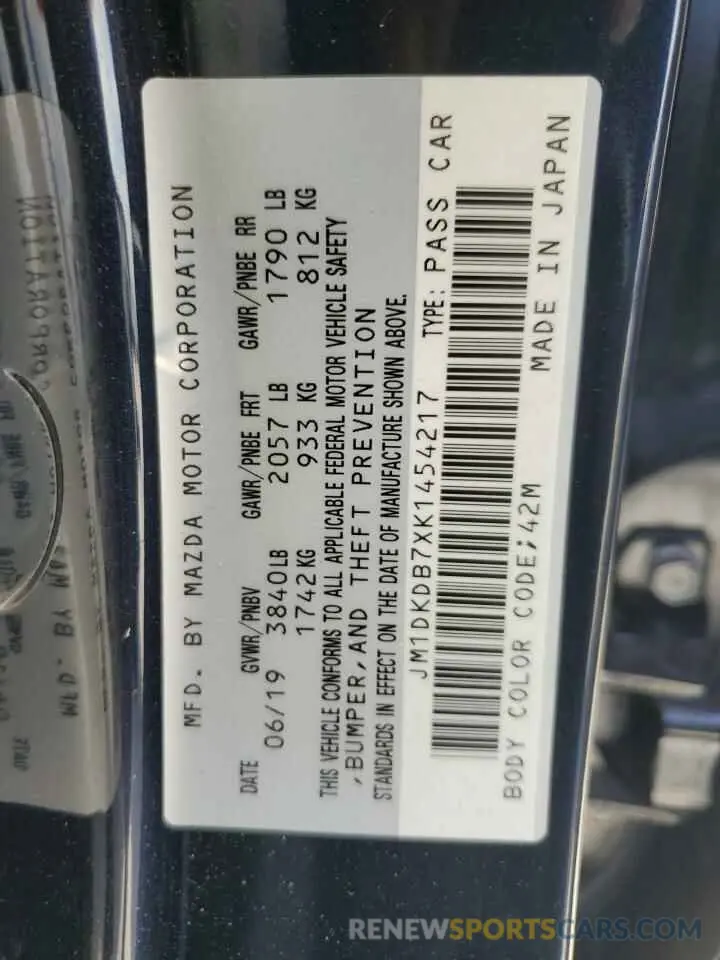 MFD. BY MAZDA MOTOR CORPORATION
DATE GVWR/PNBV GAWR/PNBE FRT GAWR/PNBE RR
06/19 3840LB 2057 LB 1790 LB
1742KG 933 KG 812 KG
THIS VEHICLE CONFORMS TO ALL APPLICABLE FEDERAL MOTOR VEHICLE SAFETY
,BUMPER,AND THEFT PREVENTION
STANDARDS IN EFFECT ON THE DATE OF MANUFACTURE SHOWN ABOVE.
JM1DKDB7XK1454217 TYPE: PASS CAR
BODY COLOR CODE;42M MADE IN JAPAN
RENEWSPORTSCARS.COM